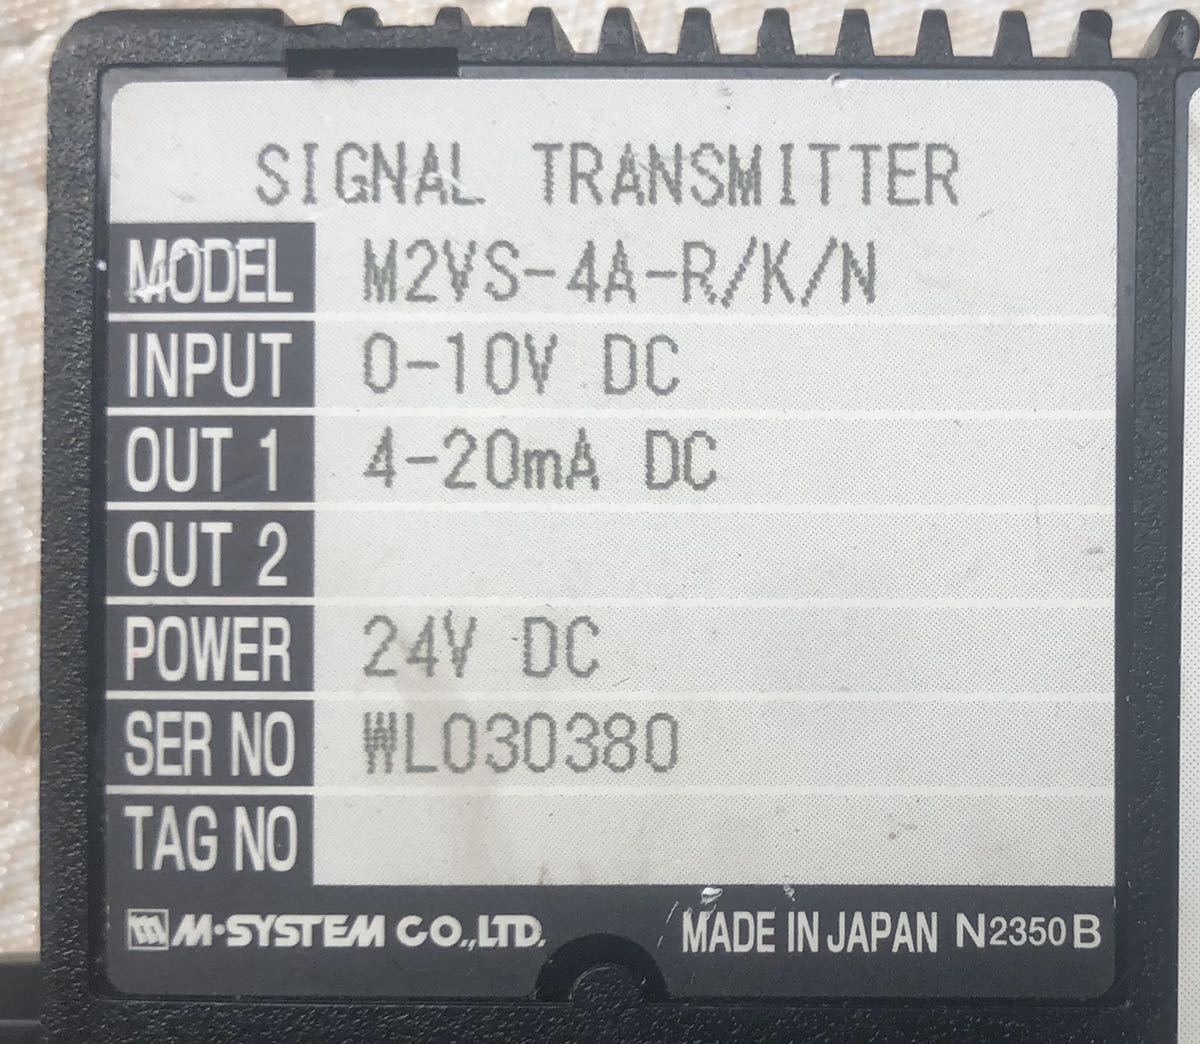 SIGNAL TRANSMITTER
MODEL M2VS-4A-R/K/N
INPUT 0-10V DC
OUT 1 4-20mA DC
OUT 2
POWER 24V DC
SER NO WL030380
TAG NO
M·SYSTEM CO.,LTD. MADE IN JAPAN N2350B